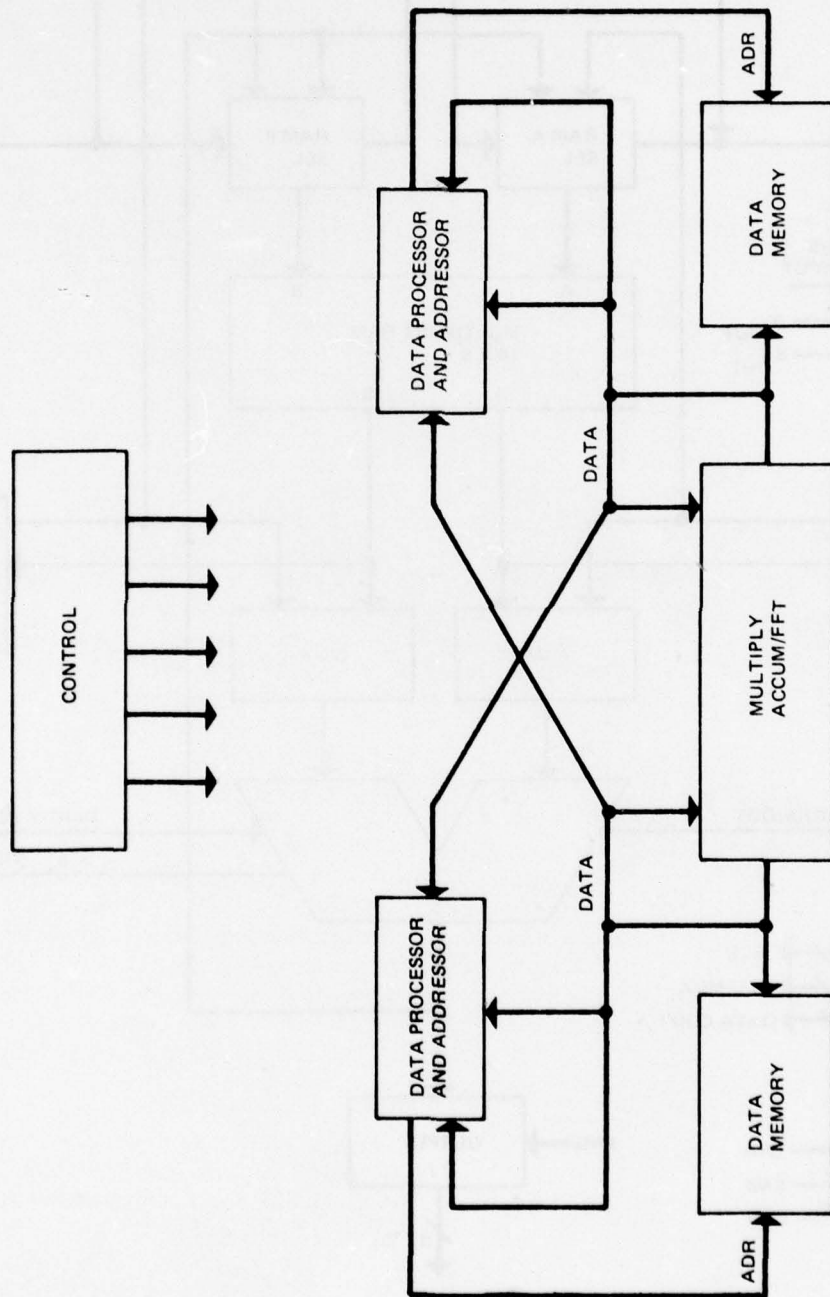 CONTROL
DATA PROCESSOR
AND ADDRESSOR
DATA PROCESSOR
AND ADDRESSOR
DATA
DATA
ADR
DATA
MEMORY
MULTIPLY
ACCUM/FFT
DATA
MEMORY
ADR